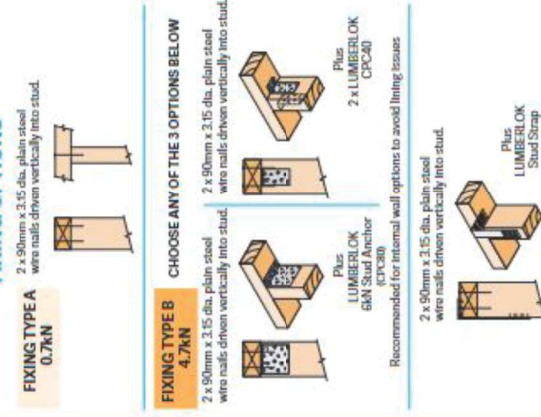 FIXING TYPE A
0.7kN
2 x 90mm x 3.15 dia. plain steel
wire nails driven vertically into stud.
FIXING TYPE B
4.7kN
CHOOSE ANY OF THE 3 OPTIONS BELOW
2 x 90mm x 3.15 dia. plain steel
wire nails driven vertically into stud.
Plus
LUMBERLOK
6kN Stud Anchor
(CPC80)
2 x 90mm x 3.15 dia. plain steel
wire nails driven vertically into stud.
Plus
2 x LUMBERLOK
CPC40
Recommended for internal wall options to avoid lining issues
2 x 90mm x 3.15 dia. plain steel
wire nails driven vertically into stud.
Plus
LUMBERLOK
Stud Strap